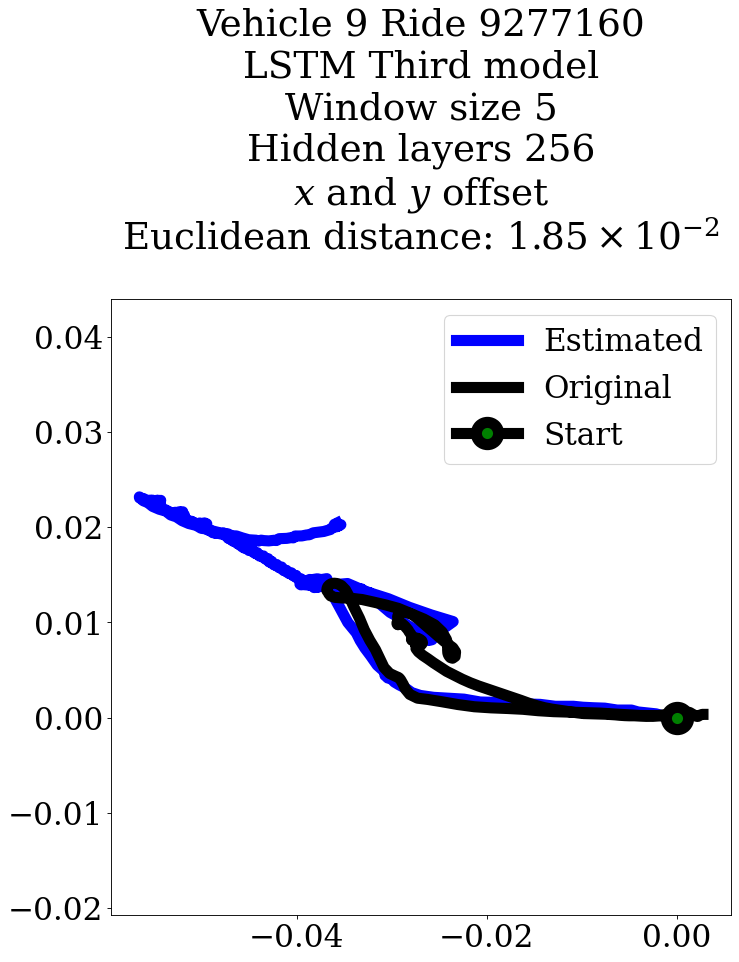 Vehicle 9 Ride 9277160
LSTM Third model
Window size 5
Hidden layers 256
x and y offset
Euclidean distance: 1.85 × 10⁻²
Estimated
Original
Start
0.04
0.03
0.02
0.01
0.00
−0.01
−0.02
−0.04 −0.02 0.00